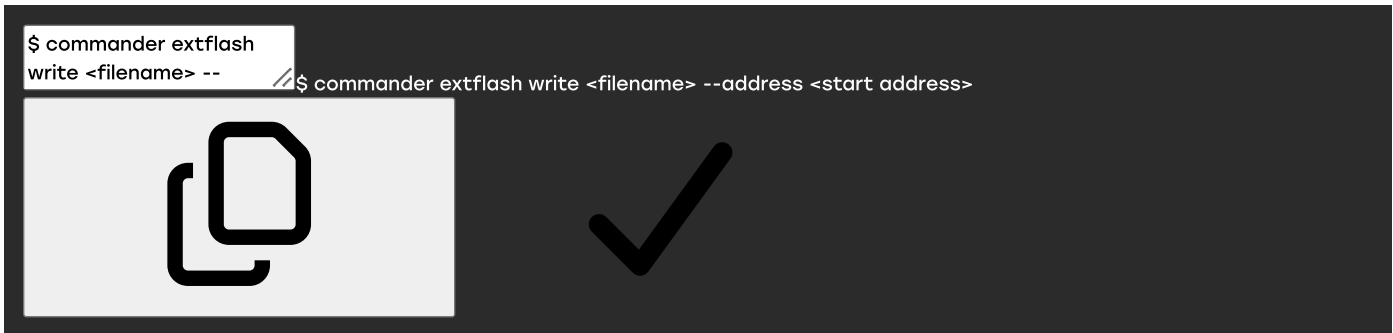 $ commander extflash
write <filename> --
$ commander extflash write <filename> --address <start address>